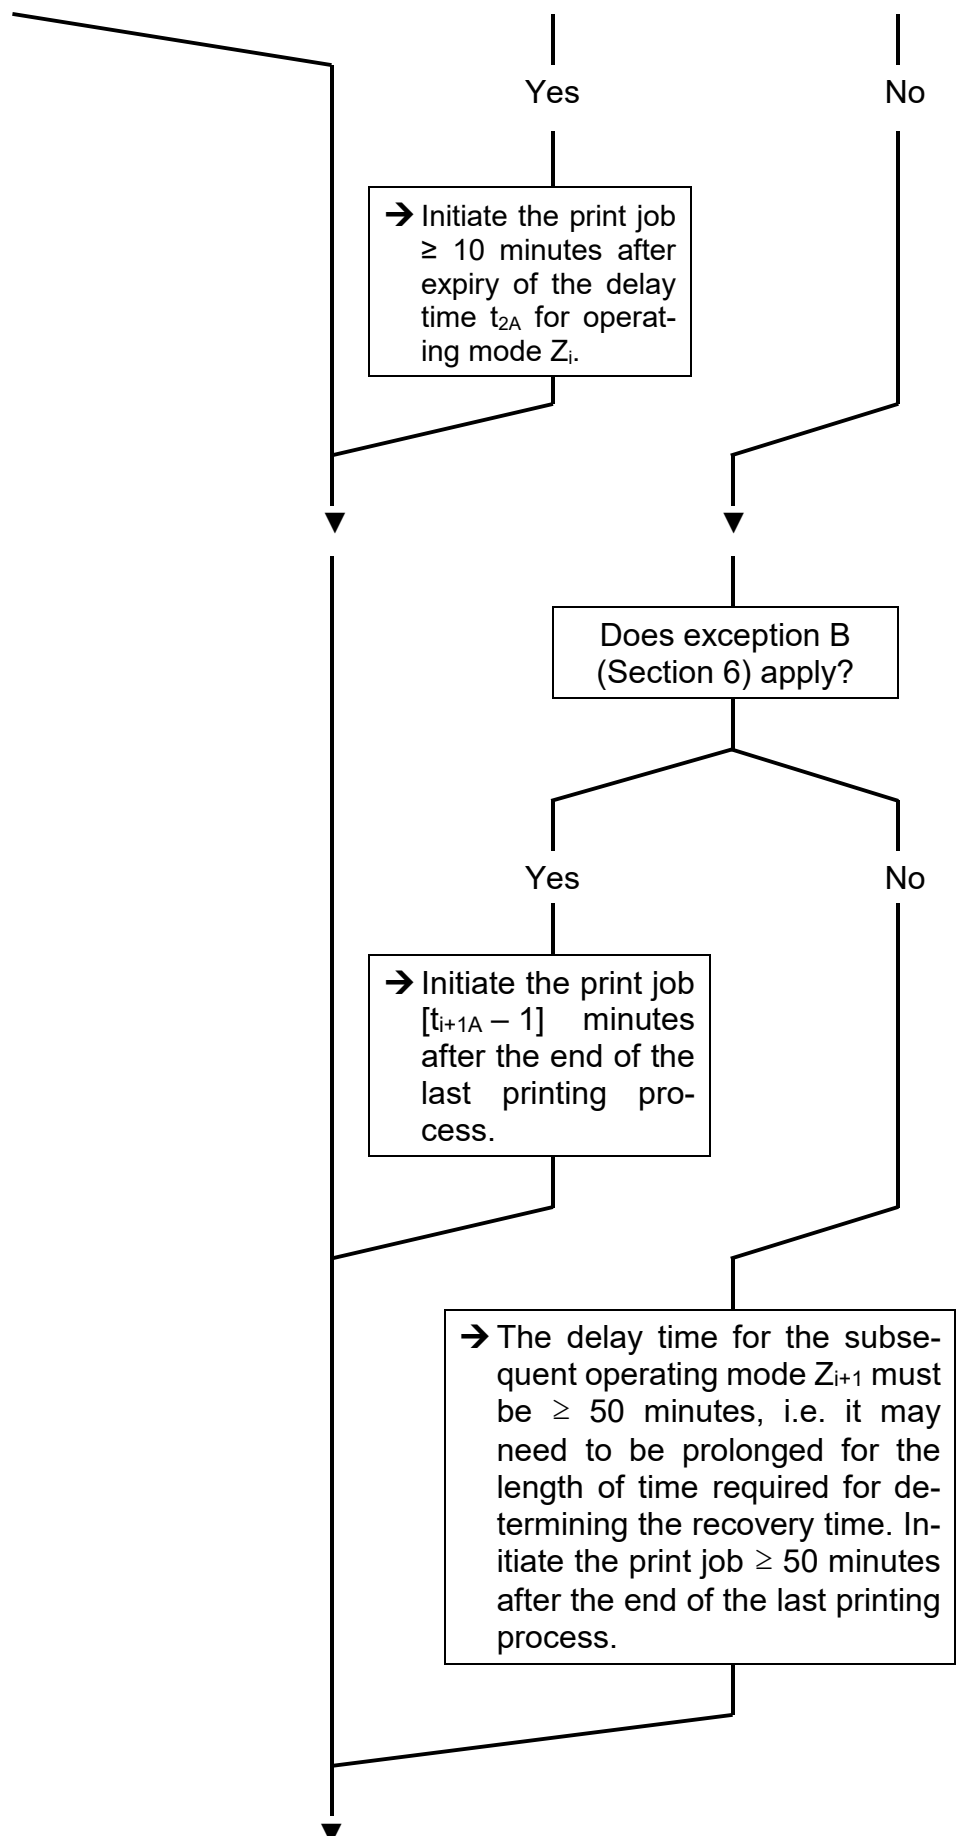 Yes
No
➔ Initiate the print job
≥ 10 minutes after
expiry of the delay
time t2A for operat-
ing mode Zi.
Does exception B
(Section 6) apply?
Yes
No
➔ Initiate the print job
[ti+1A – 1] minutes
after the end of the
last printing pro-
cess.
➔ The delay time for the subse-
quent operating mode Zi+1 must
be ≥ 50 minutes, i.e. it may
need to be prolonged for the
length of time required for de-
termining the recovery time. In-
itiate the print job ≥ 50 minutes
after the end of the last printing
process.